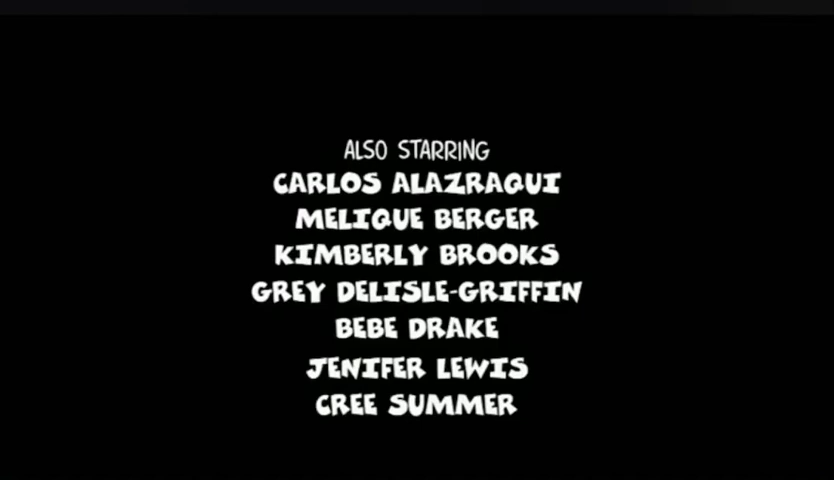 ALSO STARRING
CARLOS ALAZRAQUI
MELIQUE BERGER
KIMBERLY BROOKS
GREY DELISLE-GRIFFIN
BEBE DRAKE
JENIFER LEWIS
CREE SUMMER